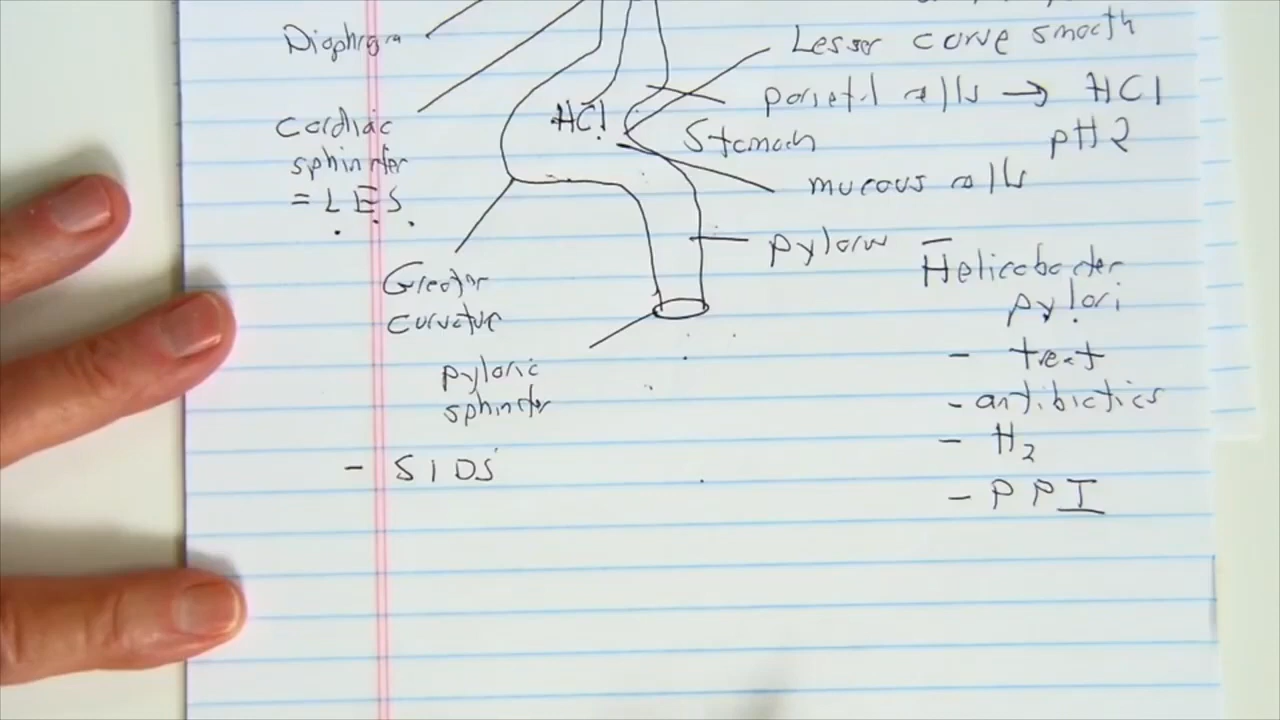 Diaphragm
Cardiac
sphincter
= LES
Greater
curvature
pyloric
sphincter
- SIDS
HCl
Lesser curve smooth
parietal cells → HCl
pH 2
Stomach
mucous cells
pylorus
Helicobacter
pylori
- treat
- antibiotics
- H2
- PPI